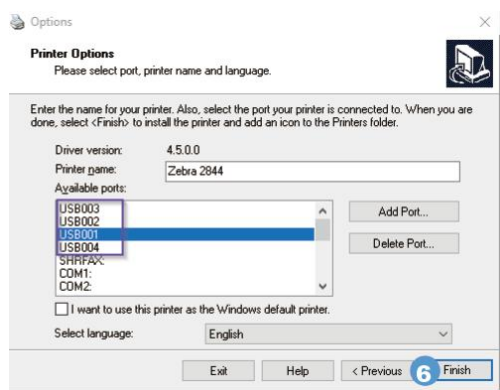 Options
Printer Options
Please select port, printer name and language.
Enter the name for your printer. Also, select the port your printer is connected to. When you are
done, select <Finish> to install the printer and add an icon to the Printers folder.
Driver version: 4.5.0.0
Printer name: Zebra 2844
Available ports:
USB003
USB002
USB001
USB004
SHRFAX:
COM1:
COM2:
Add Port...
Delete Port...
I want to use this printer as the Windows default printer.
Select language: English
Exit Help < Previous 6 Finish